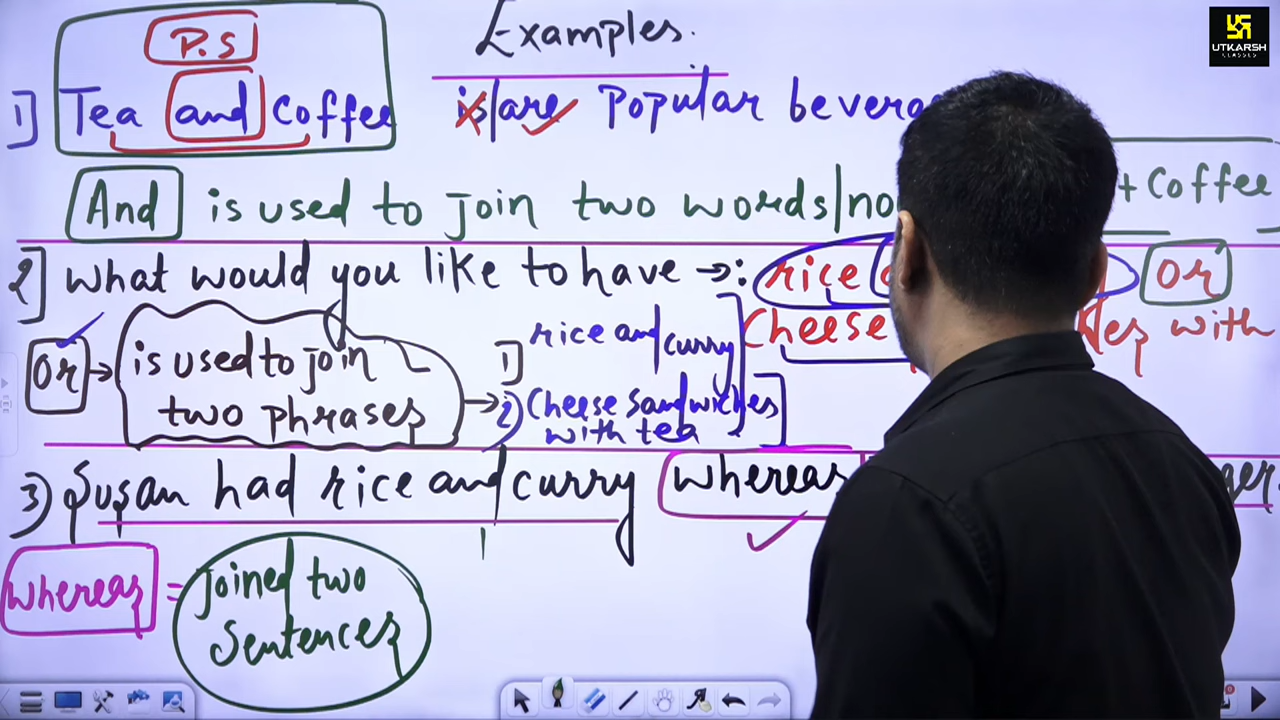 Examples.
P.S
1] Tea and Coffee is/are Popular
And is used to join two words/ + Coffee
2] What would you like to have →: rice or
Cheese with
or → is used to join two phrases → 1] rice and curry
2) Cheese Sandwiches with tea
3) Susan had rice and curry whereas
whereas = joined two Sentences
UTKARSH
CLASSES